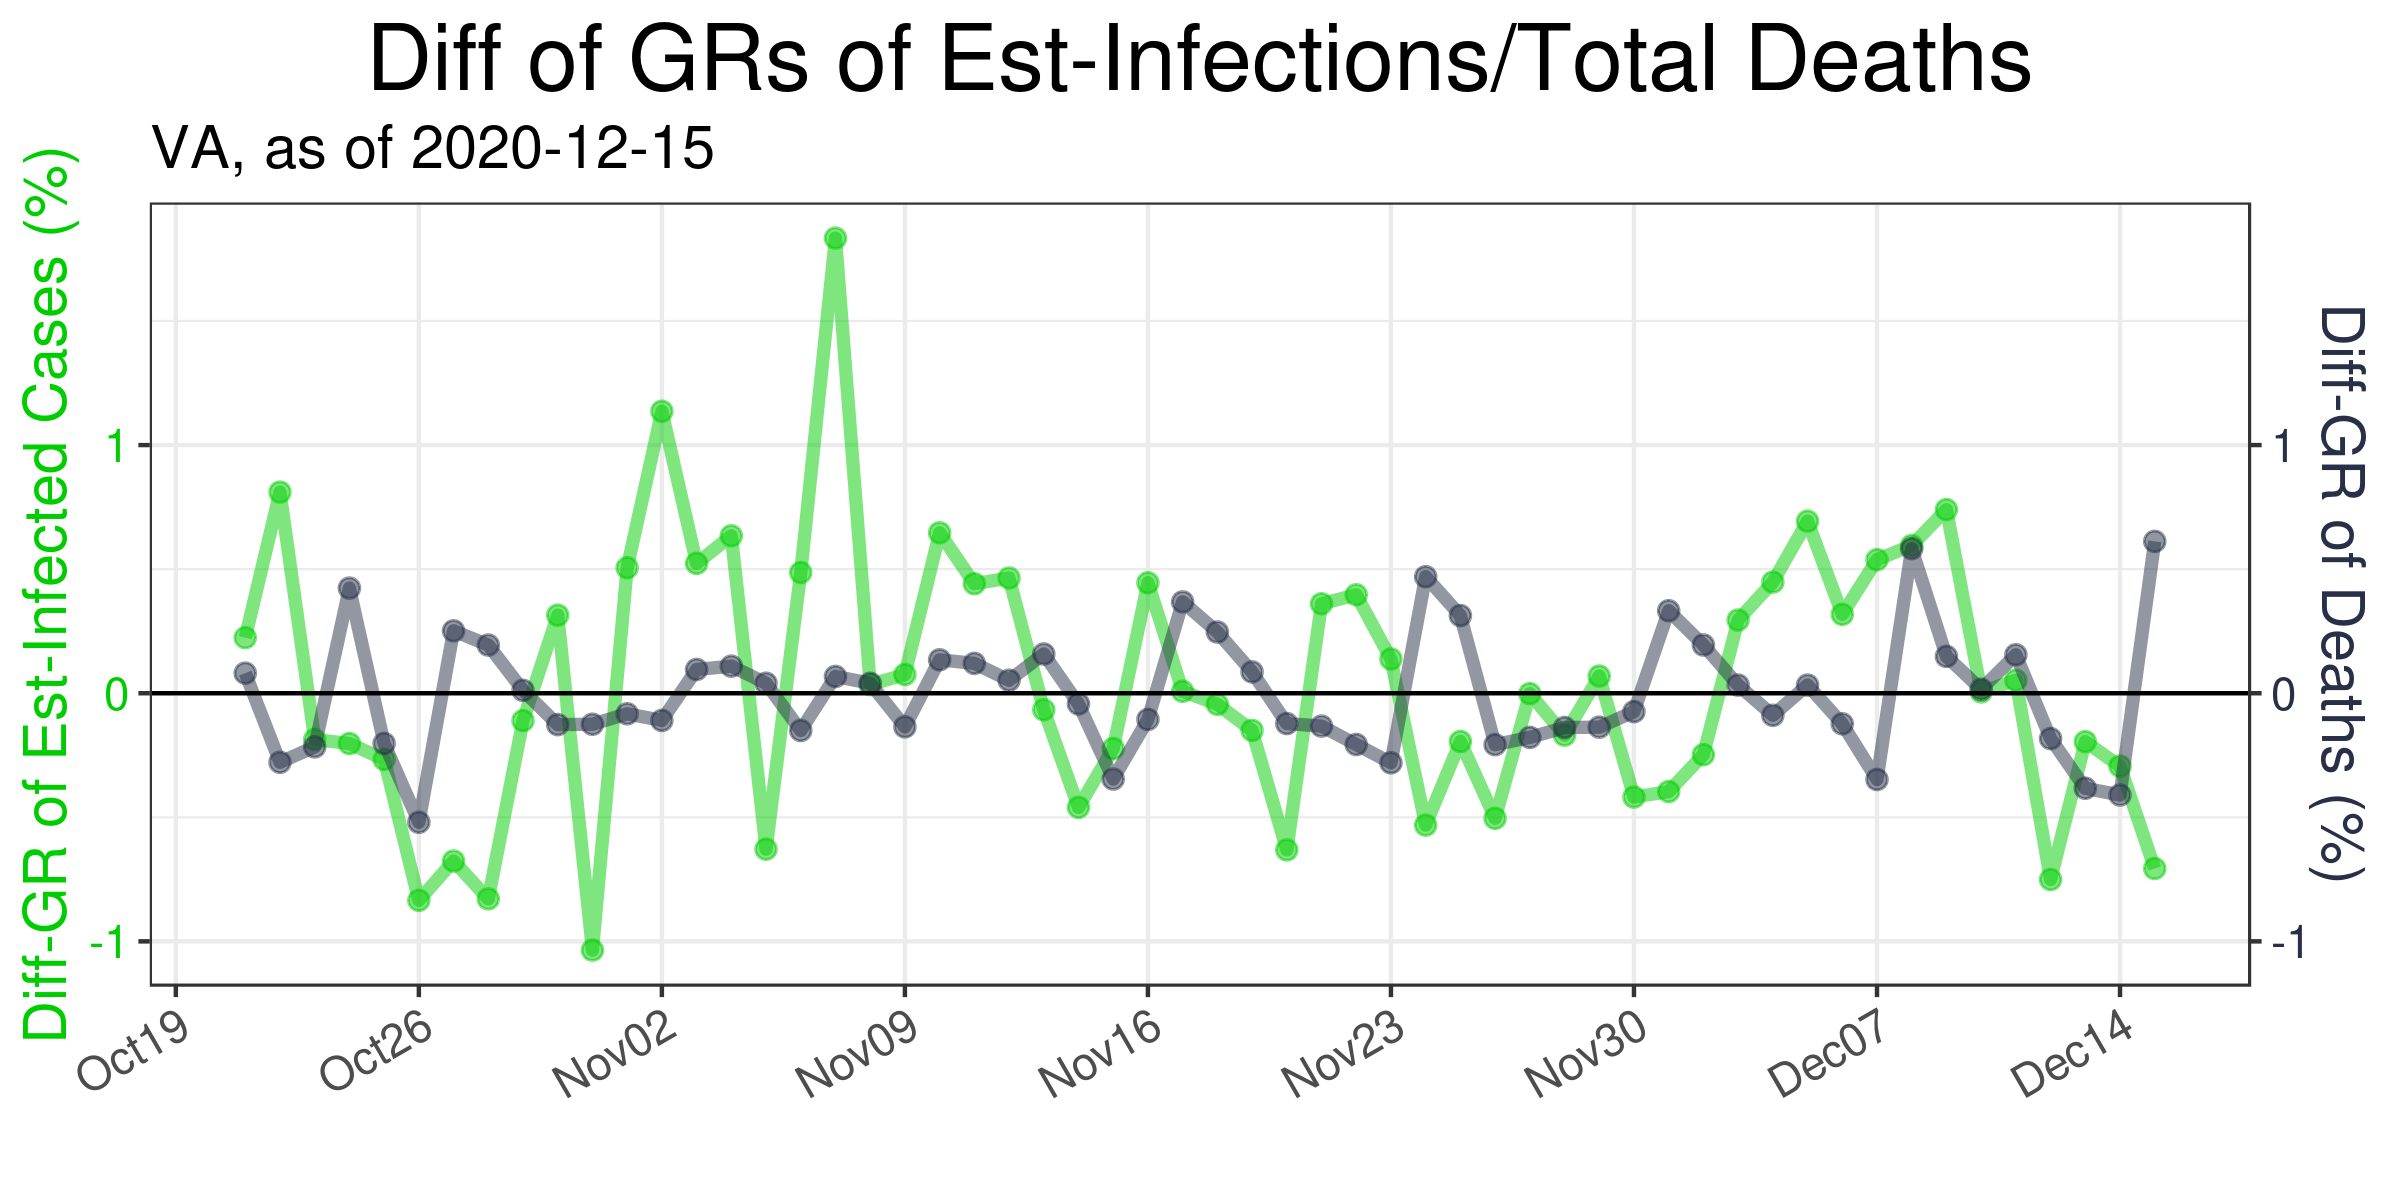 Diff of GRs of Est-Infections/Total Deaths
VA, as of 2020-12-15
Diff-GR of Est-Infected Cases (%)
1
0
-1
1
0
-1
Diff-GR of Deaths (%)
Oct19
Oct26
Nov02
Nov09
Nov16
Nov23
Nov30
Dec07
Dec14